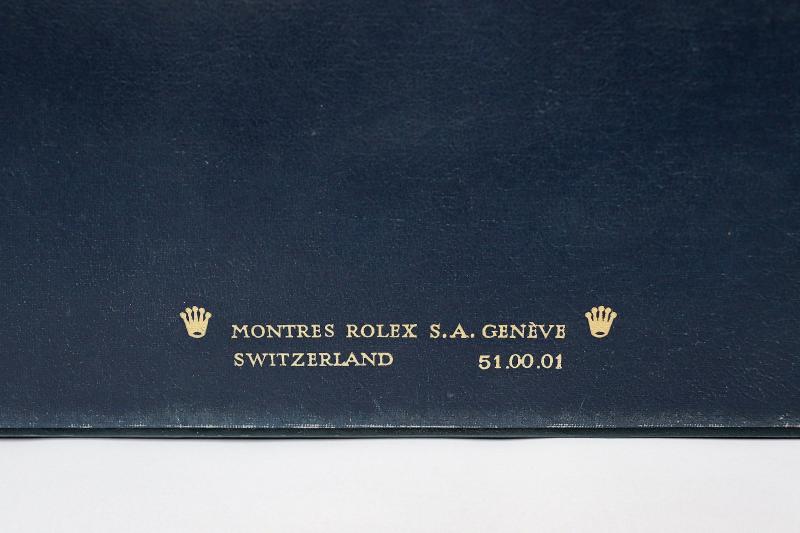 MONTRES ROLEX S.A. GENÈVE
SWITZERLAND 51.00.01